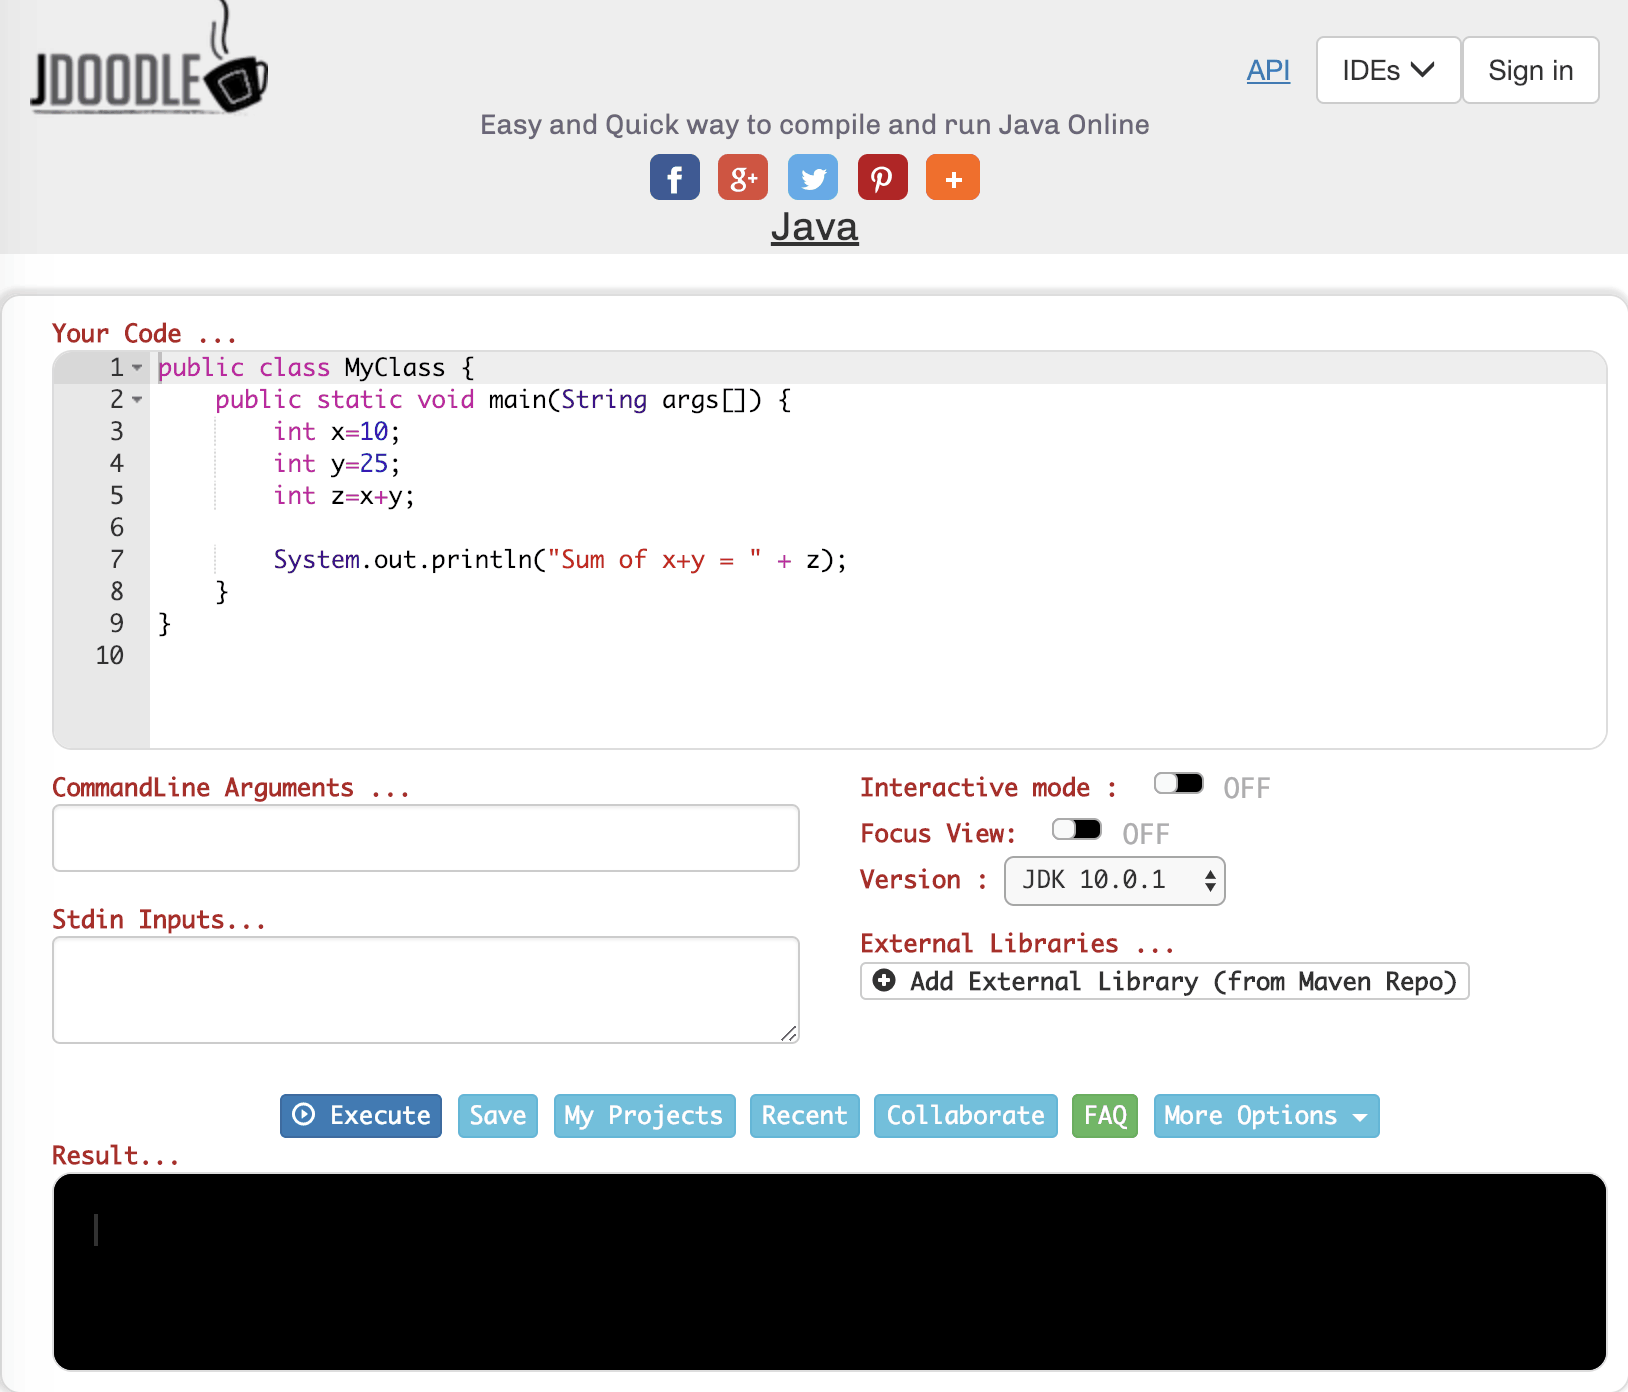 JDOODLE
API IDEs Sign in
Easy and Quick way to compile and run Java Online
f g+ +
Java
Your Code ...
1 public class MyClass {
2     public static void main(String args[]) {
3         int x=10;
4         int y=25;
5         int z=x+y;
6
7         System.out.println("Sum of x+y = " + z);
8     }
9 }
10
CommandLine Arguments ...
Interactive mode : OFF
Focus View: OFF
Version : JDK 10.0.1
Stdin Inputs...
External Libraries ...
Add External Library (from Maven Repo)
Execute Save My Projects Recent Collaborate FAQ More Options
Result...